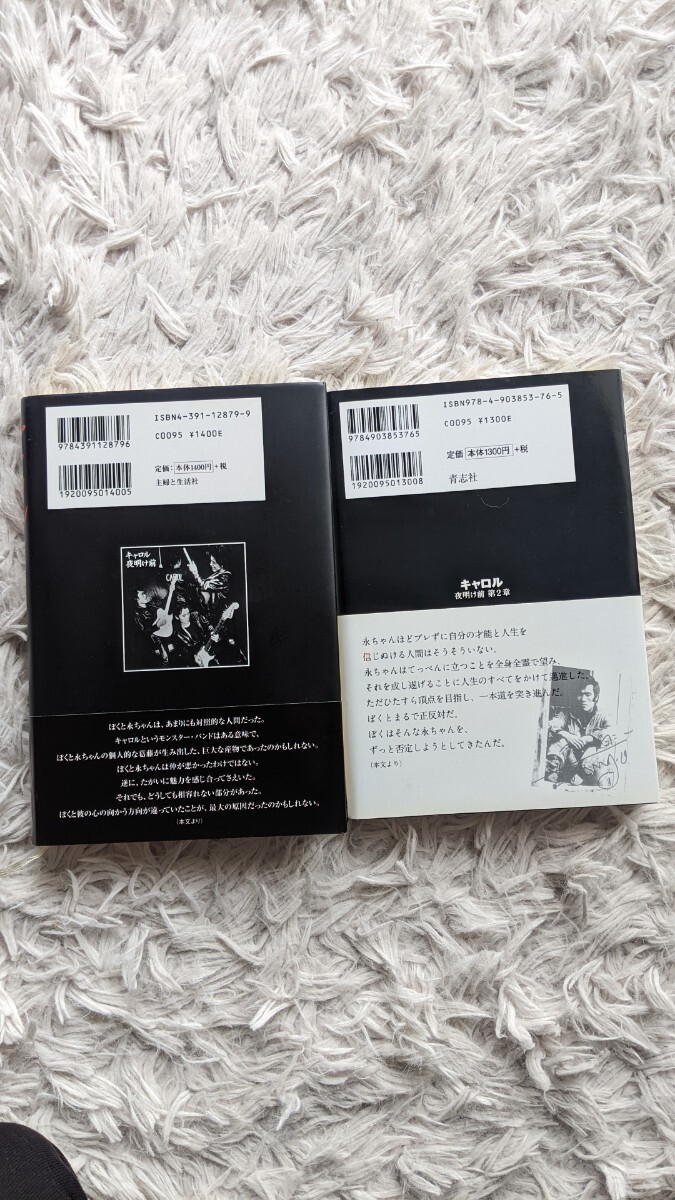 ISBN4-391-12879-9
9784391128796
C0095 ¥1400E
定価:本体1400円+税
1920095014005
主婦と生活社
キャロル
夜明け前
CAROL
ぼくと永ちゃんは、あまりにも対照的な人間だった。
キャロルというモンスター・バンドはある意味で、
ぼくと永ちゃんの個人的な葛藤が生み出した、巨大な産物であったのかもしれない。
ぼくと永ちゃんは仲が悪かったわけではない。
逆に、たがいに魅力を感じ合ってさえいた。
それでも、どうしても相容れない部分があった。
ぼくと彼の心の向かう方向が違っていたことが、最大の原因だったのかもしれない。
(本文より)
ISBN978-4-903853-76-5
9784903853765
C0095 ¥1300E
定価 本体1300円 +税
1920095013008
青志社
キャロル
夜明け前 第2章
永ちゃんほどブレずに自分の才能と人生を
信じぬける人間はそうそういない。
永ちゃんはてっぺんに立つことを全身全霊で望み、
それを成し遂げることに人生のすべてをかけて邁進した。
ただひたすら頂点を目指し、一本道を突き進んだ。
ぼくとまるで正反対だ。
ぼくはそんな永ちゃんを、
ずっと否定しようとしてきたんだ。
(本文より)